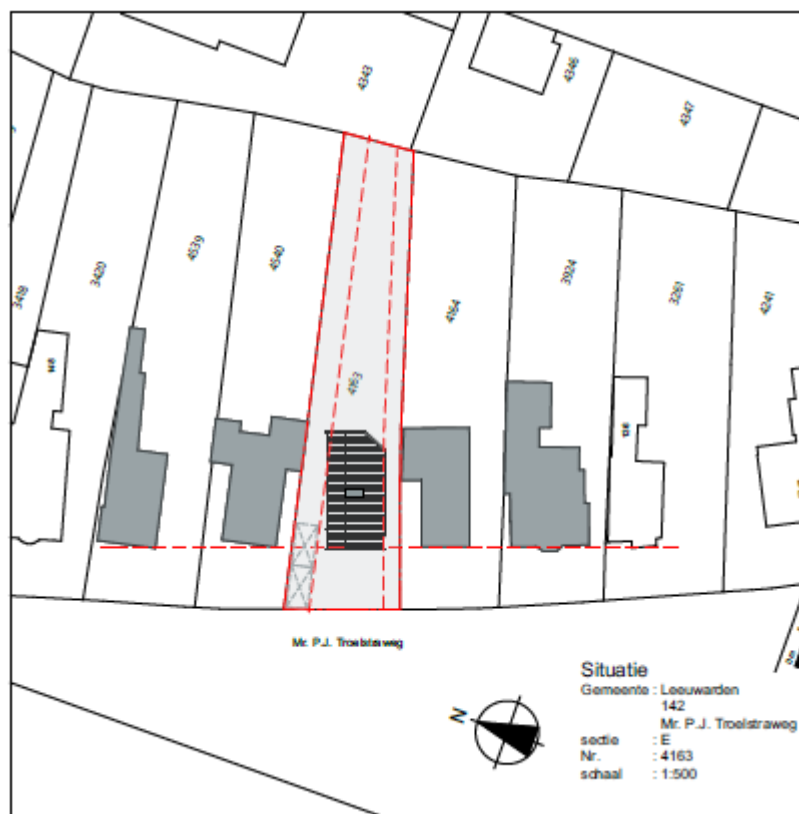 4343
4346
4347
3418
3420
4539
4540
4163
4164
3924
3261
4241
Mr. P.J. Troelstraweg
N
Situatie
Gemeente : Leeuwarden
142
Mr. P.J. Troelstraweg
sectie : E
Nr. : 4163
schaal : 1:500